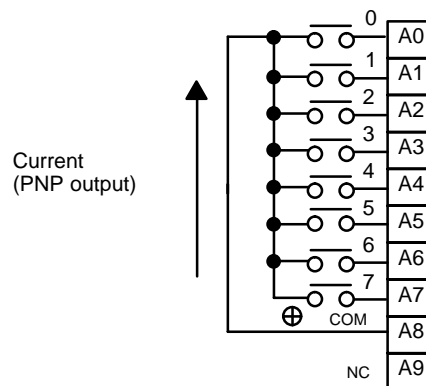 0 A0
1 A1
2 A2
3 A3
4 A4
5 A5
6 A6
7 A7
Current
(PNP output)
COM A8
NC A9